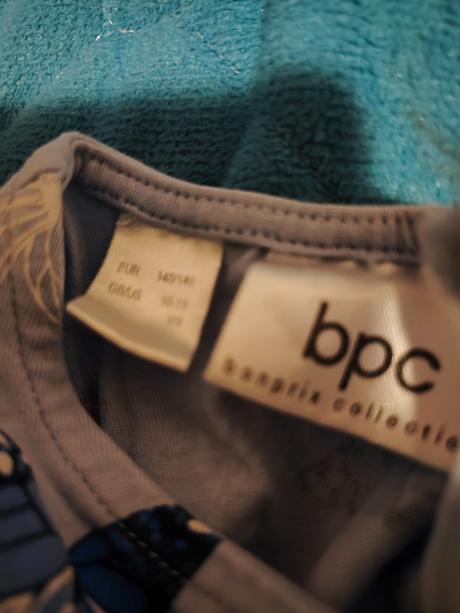 EUR 140/146
GB/US 10-11
bpc
bonprix collectio